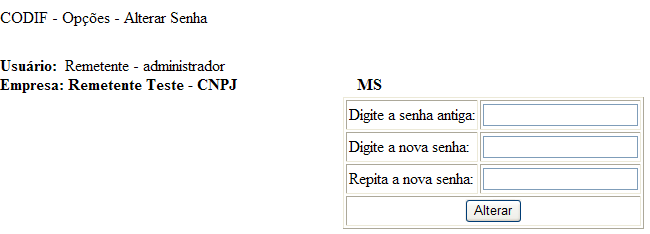 CODIF - Opções - Alterar Senha
Usuário: Remetente - administrador
Empresa: Remetente Teste - CNPJ MS
Digite a senha antiga:
Digite a nova senha:
Repita a nova senha:
Alterar